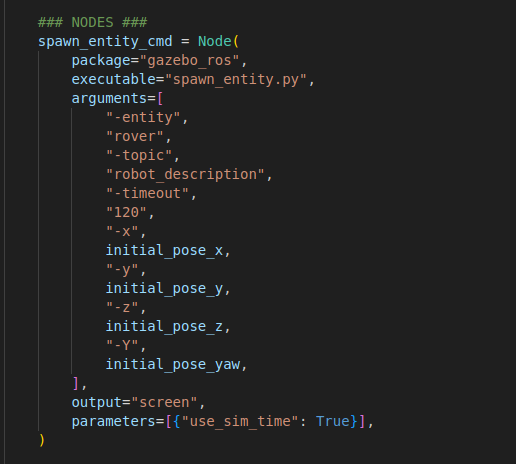 ### NODES ###
spawn_entity_cmd = Node(
    package="gazebo_ros",
    executable="spawn_entity.py",
    arguments=[
        "-entity",
        "rover",
        "-topic",
        "robot_description",
        "-timeout",
        "120",
        "-x",
        initial_pose_x,
        "-y",
        initial_pose_y,
        "-z",
        initial_pose_z,
        "-Y",
        initial_pose_yaw,
    ],
    output="screen",
    parameters=[{"use_sim_time": True}],
)